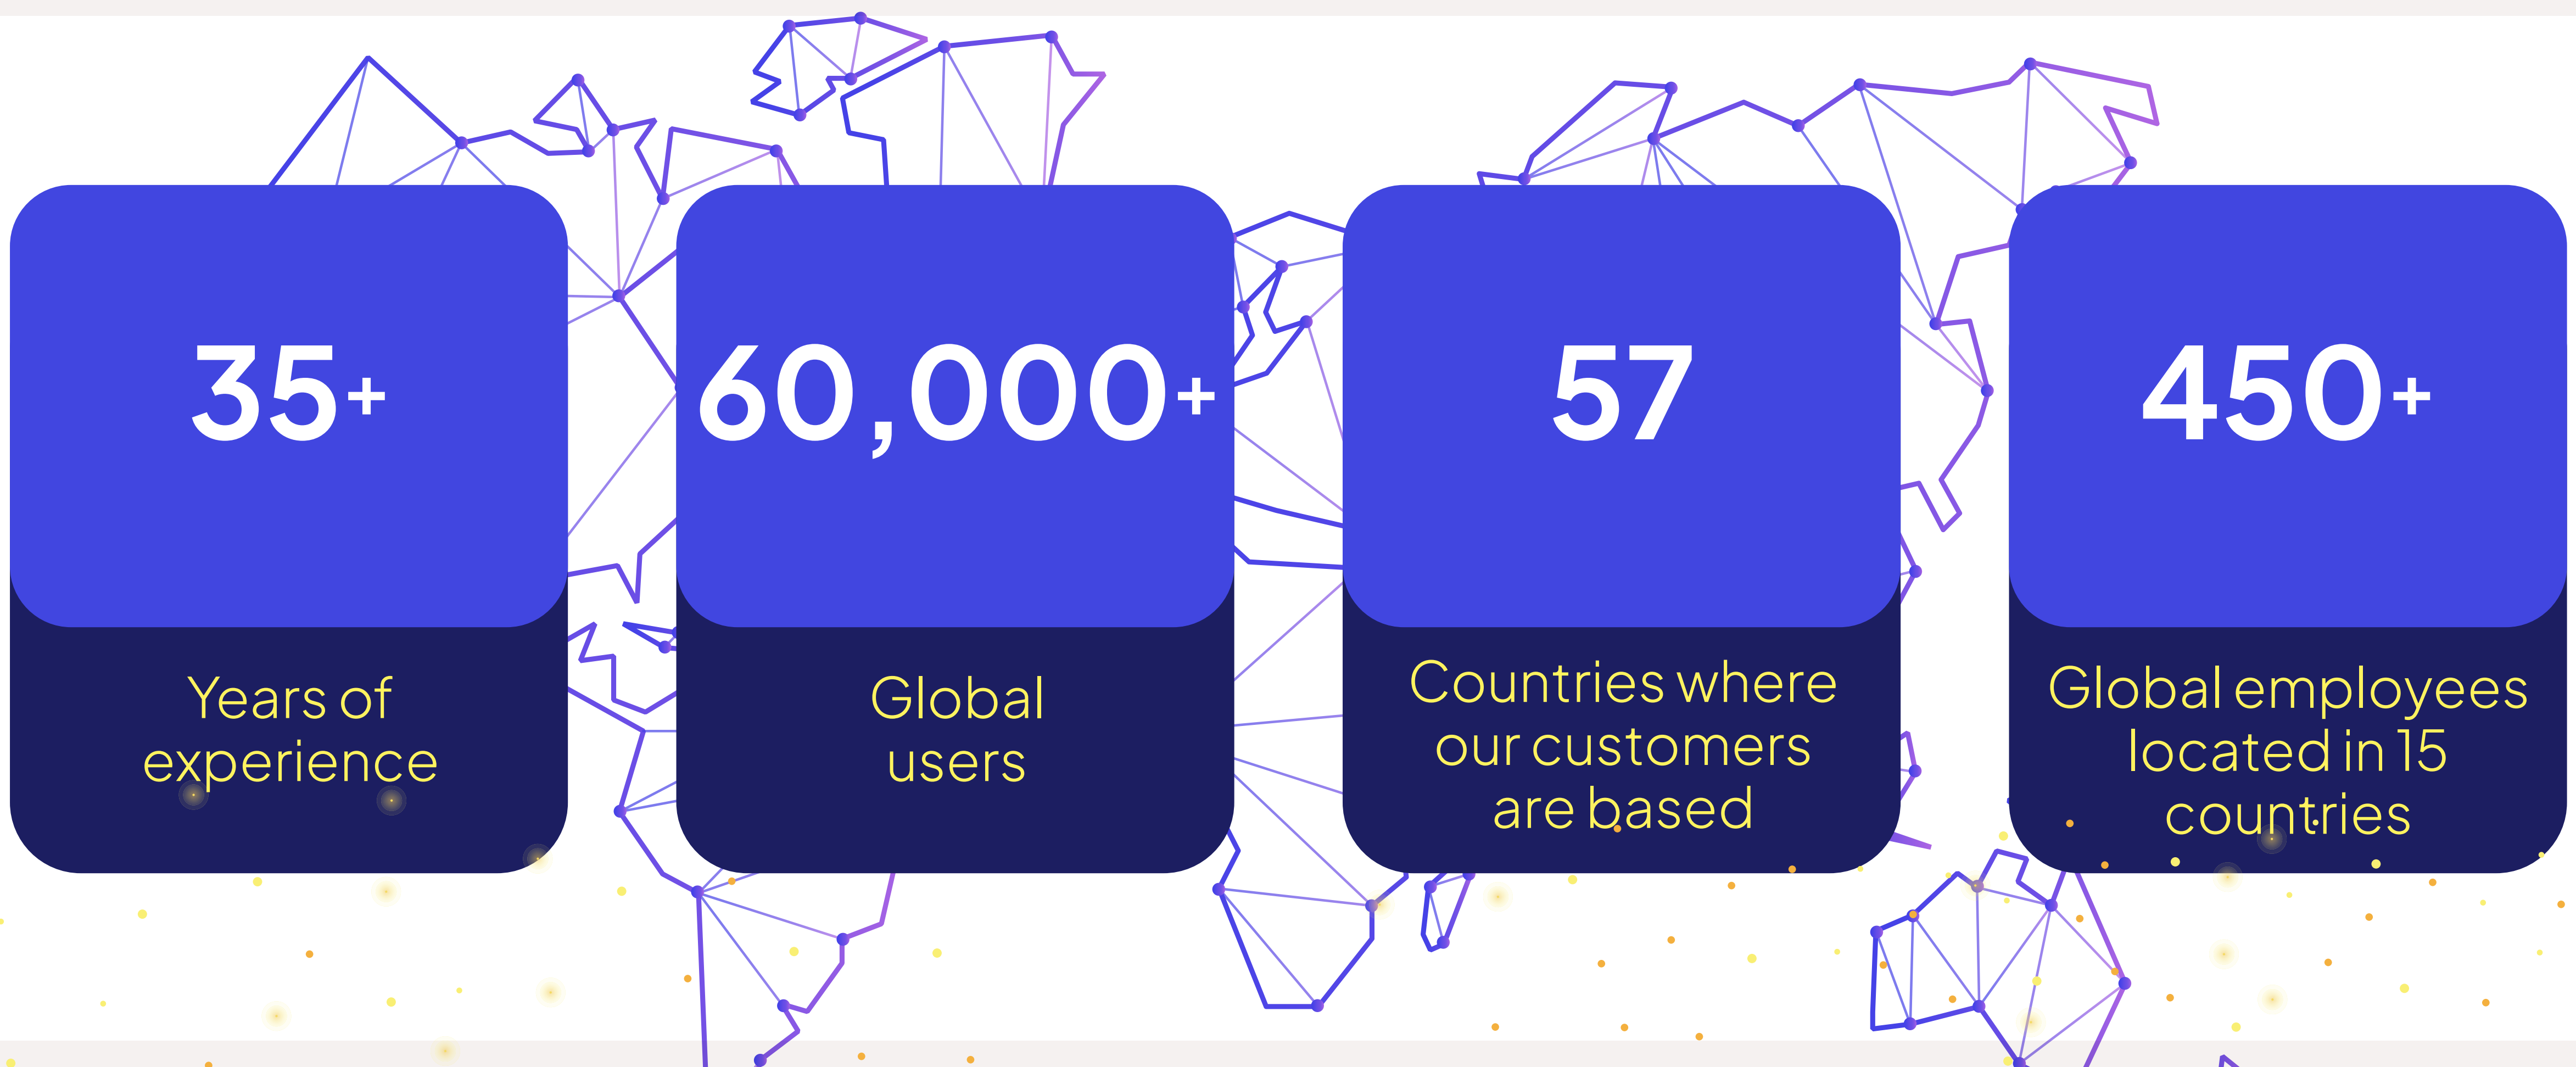 35+
Years of
experience
60,000+
Global
users
57
Countries where
our customers
are based
450+
Global employees
located in 15
countries